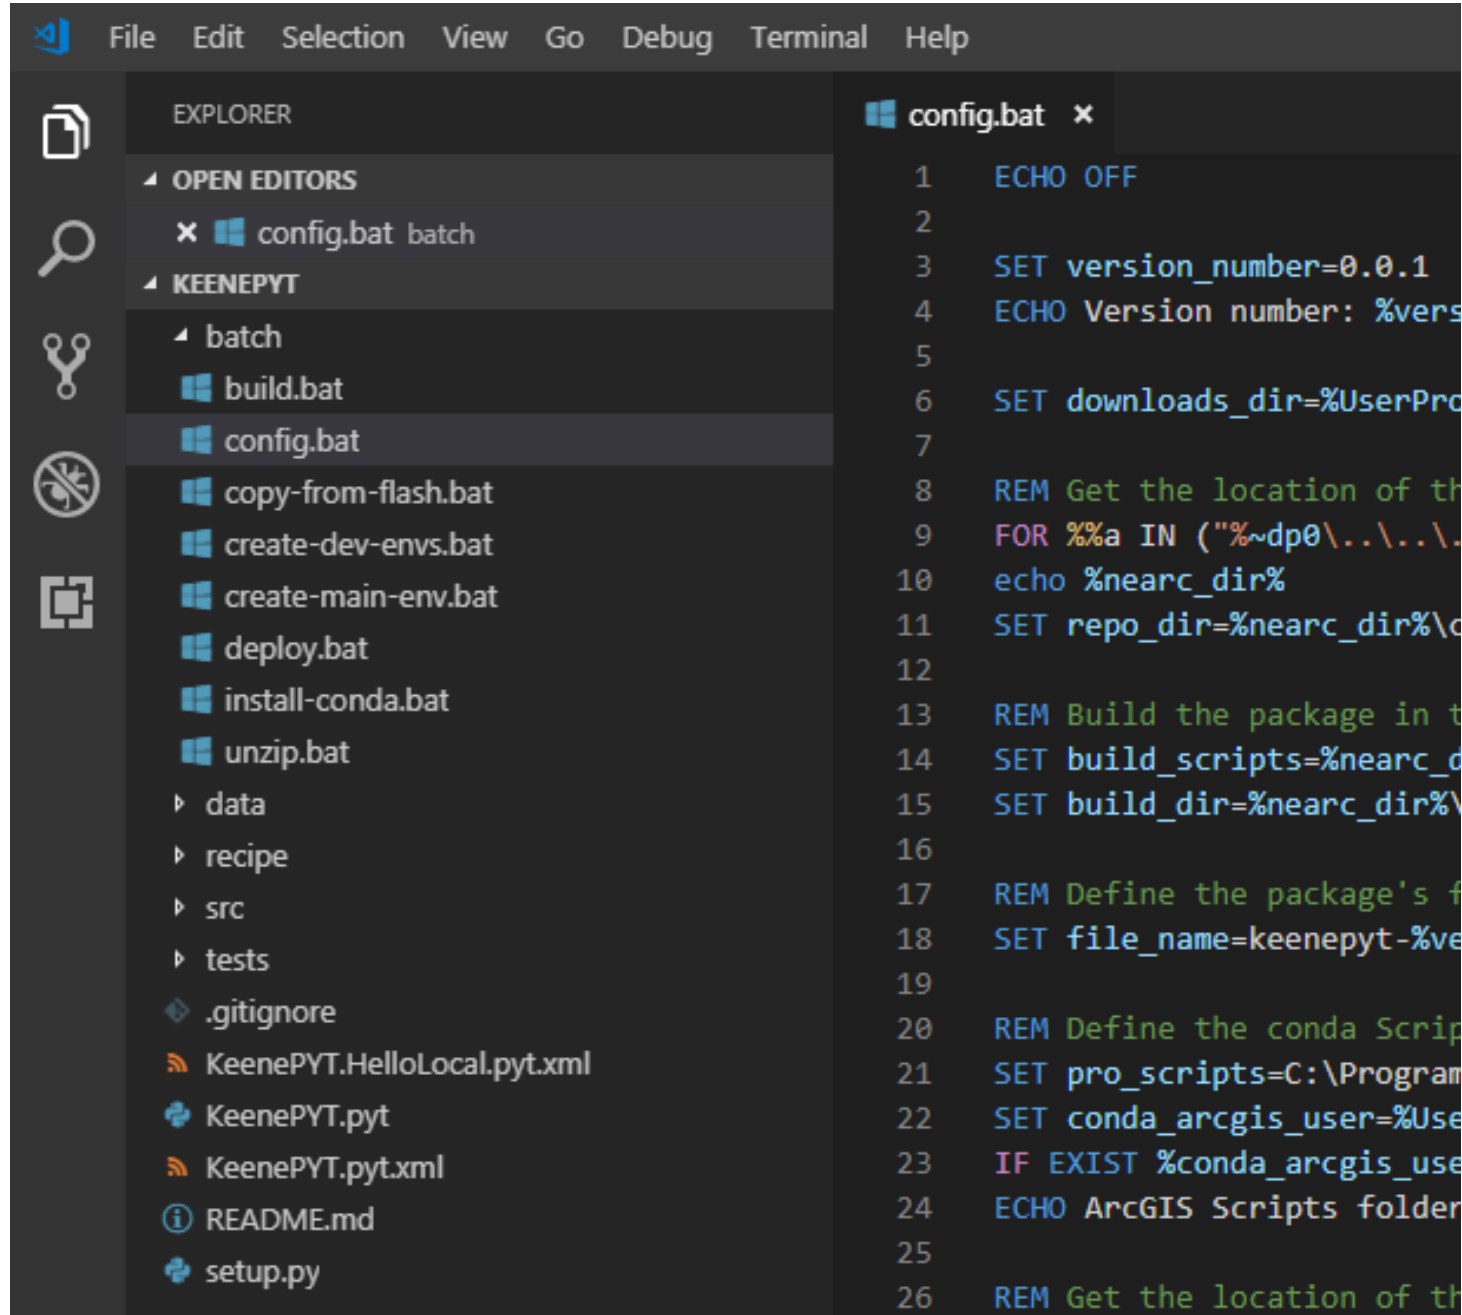 File Edit Selection View Go Debug Terminal Help
EXPLORER
OPEN EDITORS
config.bat batch
KEENEPYT
batch
build.bat
config.bat
copy-from-flash.bat
create-dev-envs.bat
create-main-env.bat
deploy.bat
install-conda.bat
unzip.bat
data
recipe
src
tests
.gitignore
KeenePYT.HelloLocal.pyt.xml
KeenePYT.pyt
KeenePYT.pyt.xml
README.md
setup.py
config.bat
1 ECHO OFF
2
3 SET version_number=0.0.1
4 ECHO Version number: %vers
5
6 SET downloads_dir=%UserPro
7
8 REM Get the location of th
9 FOR %%a IN ("%~dp0\..\..\.
10 echo %nearc_dir%
11 SET repo_dir=%nearc_dir%\c
12
13 REM Build the package in t
14 SET build_scripts=%nearc_d
15 SET build_dir=%nearc_dir%\
16
17 REM Define the package's f
18 SET file_name=keenepyt-%ve
19
20 REM Define the conda Scrip
21 SET pro_scripts=C:\Program
22 SET conda_arcgis_user=%Use
23 IF EXIST %conda_arcgis_use
24 ECHO ArcGIS Scripts folder
25
26 REM Get the location of th